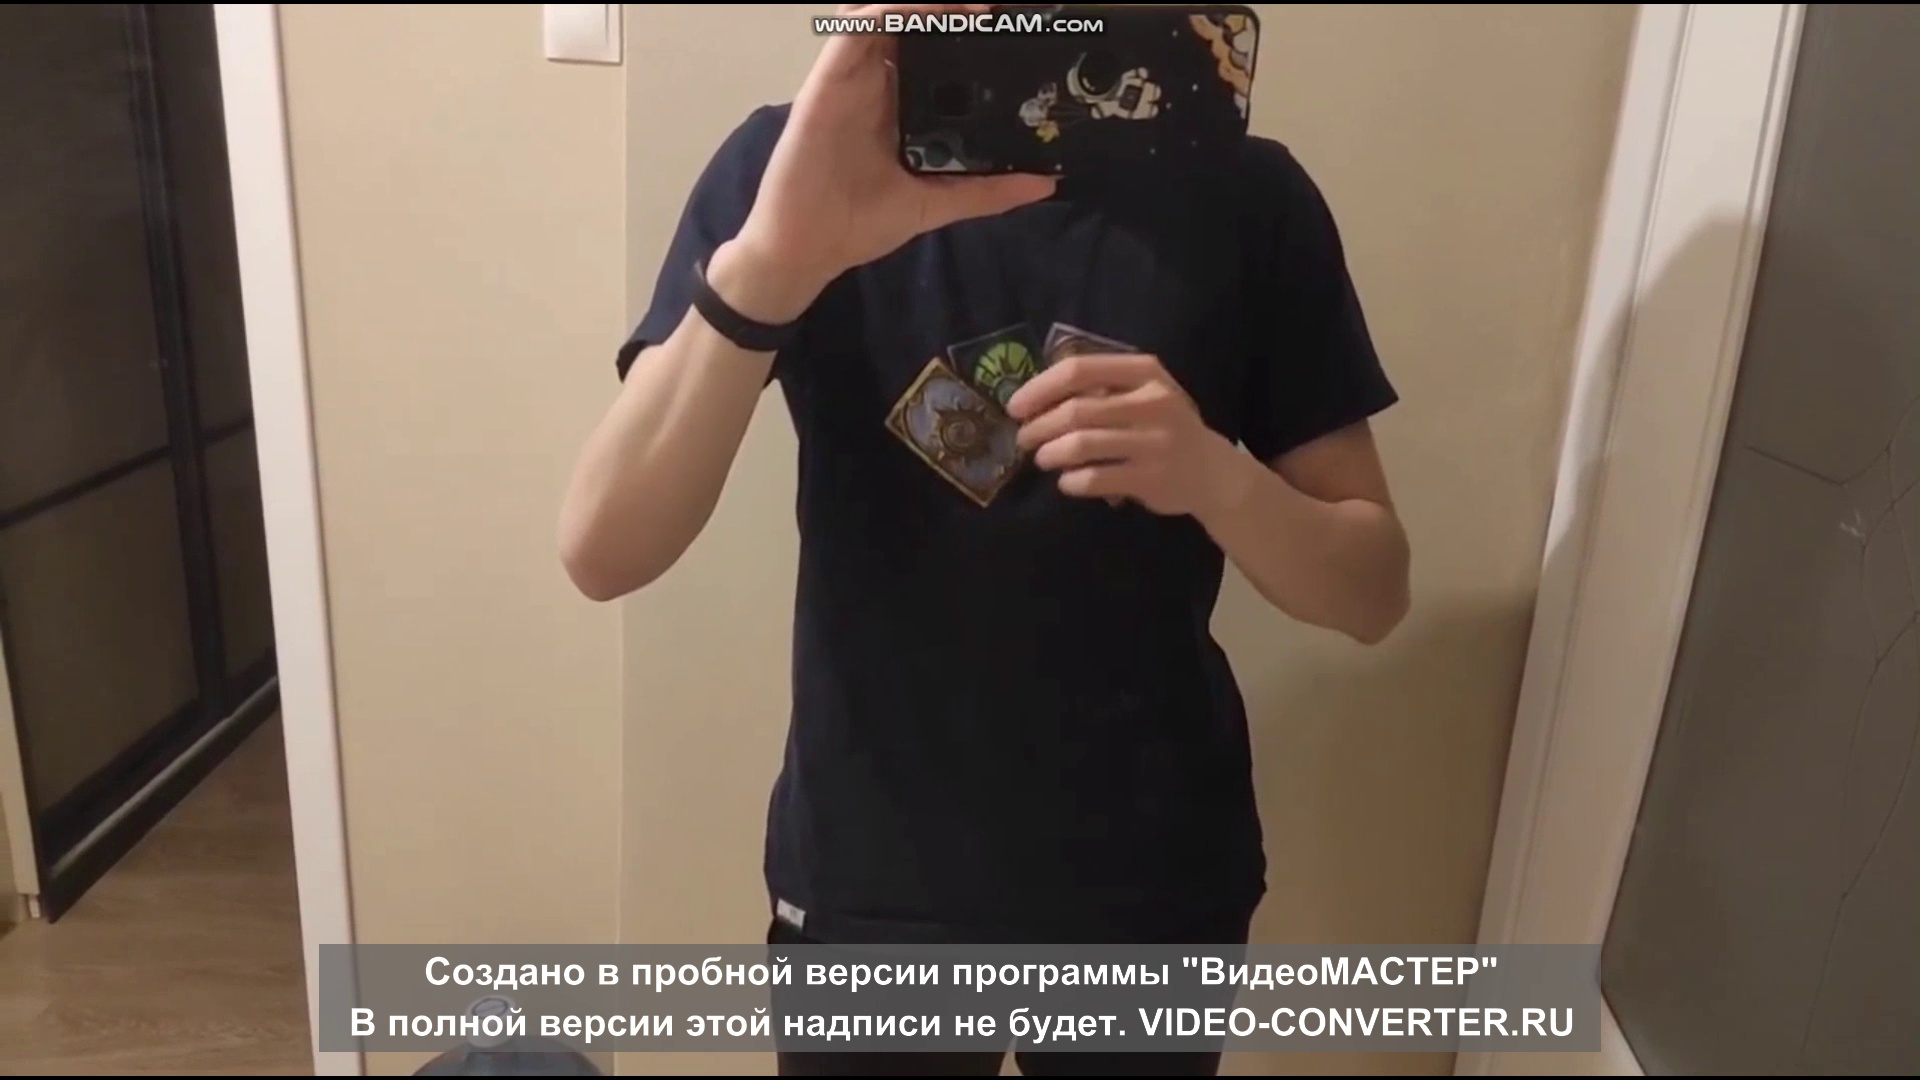 www.BANDICAM.com
Создано в пробной версии программы "ВидеоМАСТЕР"
В полной версии этой надписи не будет. VIDEO-CONVERTER.RU